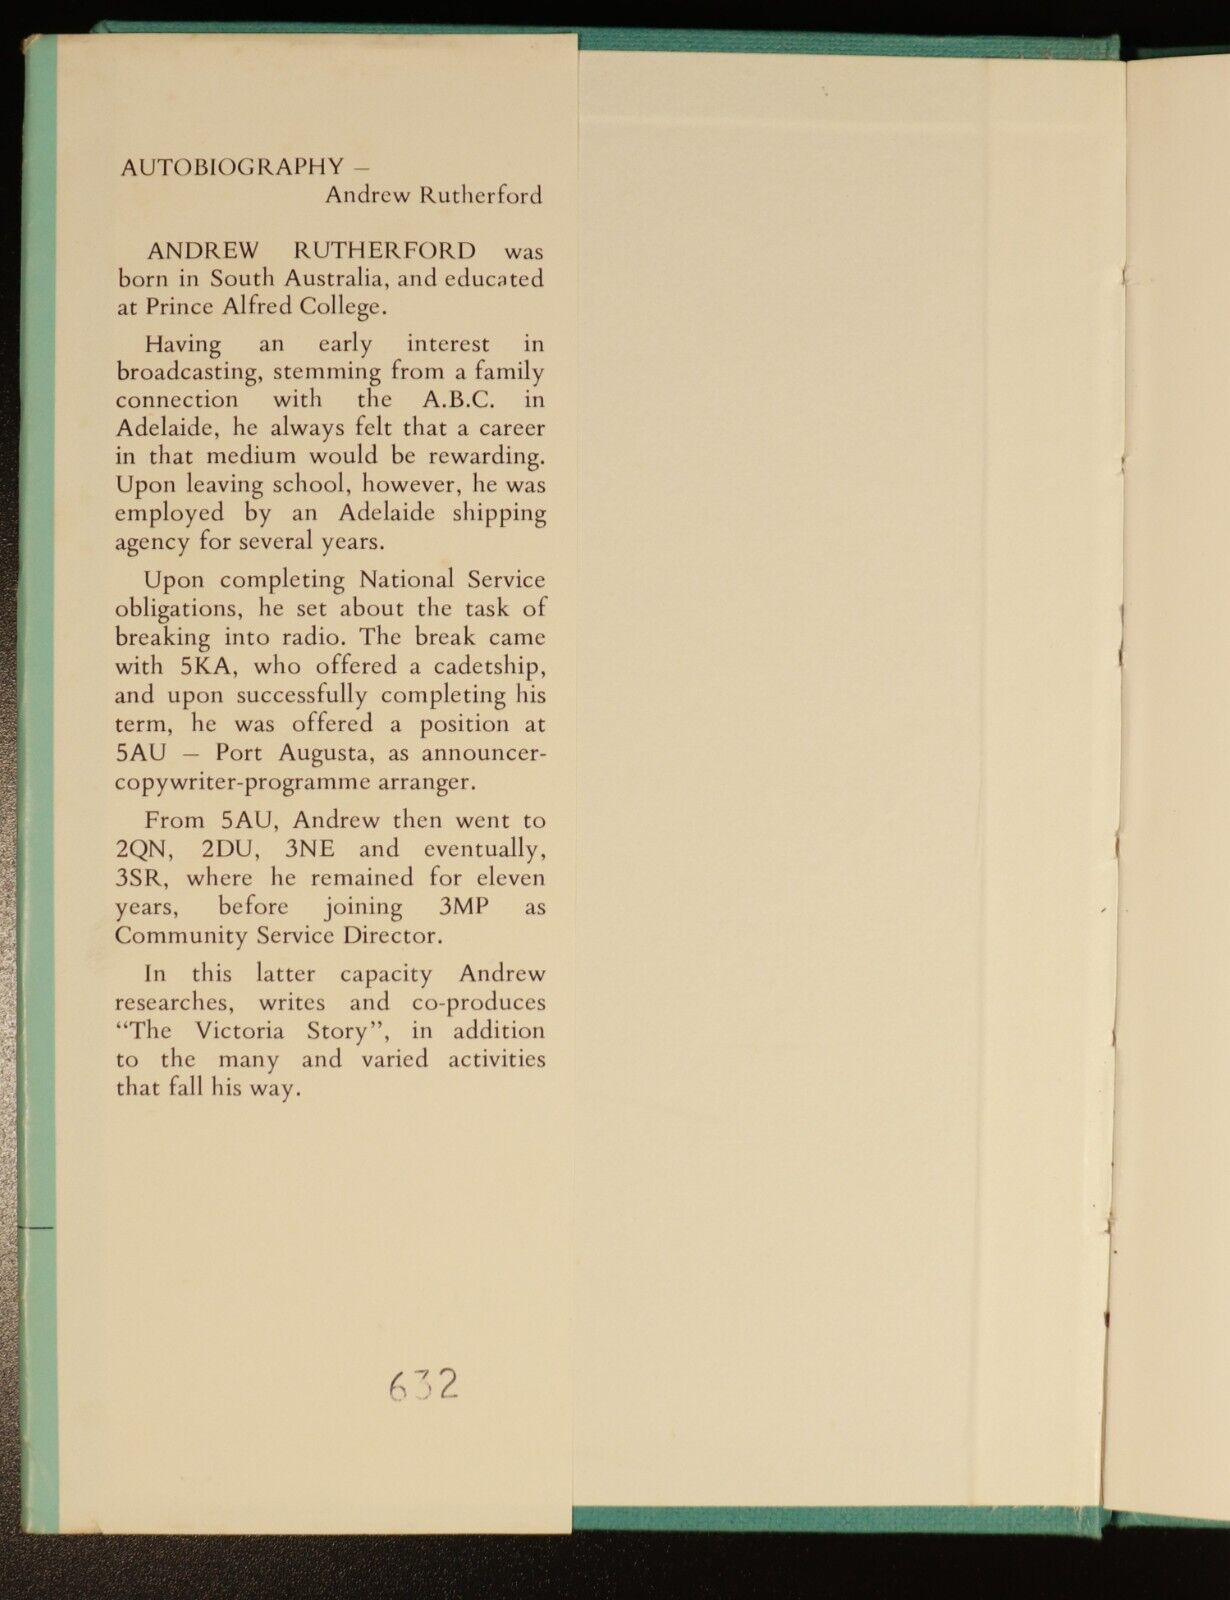 AUTOBIOGRAPHY –
Andrew Rutherford
ANDREW RUTHERFORD was
born in South Australia, and educated
at Prince Alfred College.
Having an early interest in
broadcasting, stemming from a family
connection with the A.B.C. in
Adelaide, he always felt that a career
in that medium would be rewarding.
Upon leaving school, however, he was
employed by an Adelaide shipping
agency for several years.
Upon completing National Service
obligations, he set about the task of
breaking into radio. The break came
with 5KA, who offered a cadetship,
and upon successfully completing his
term, he was offered a position at
5AU – Port Augusta, as announcer-
copywriter-programme arranger.
From 5AU, Andrew then went to
2QN, 2DU, 3NE and eventually,
3SR, where he remained for eleven
years, before joining 3MP as
Community Service Director.
In this latter capacity Andrew
researches, writes and co-produces
“The Victoria Story”, in addition
to the many and varied activities
that fall his way.
632